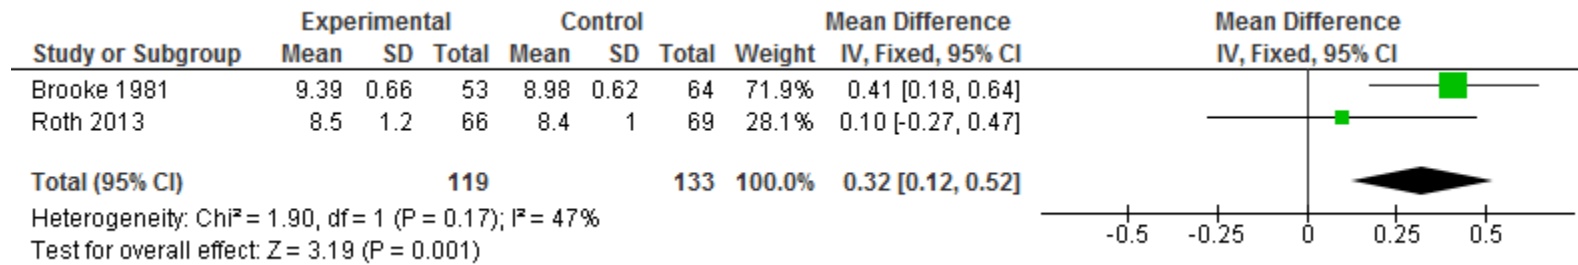 Experimental Control Mean Difference Mean Difference
Study or Subgroup Mean SD Total Mean SD Total Weight IV, Fixed, 95% CI IV, Fixed, 95% CI
Brooke 1981 9.39 0.66 53 8.98 0.62 64 71.9% 0.41 [0.18, 0.64]
Roth 2013 8.5 1.2 66 8.4 1 69 28.1% 0.10 [-0.27, 0.47]
Total (95% CI) 119 133 100.0% 0.32 [0.12, 0.52]
Heterogeneity: Chi² = 1.90, df = 1 (P = 0.17); I² = 47%
Test for overall effect: Z = 3.19 (P = 0.001)
-0.5 -0.25 0 0.25 0.5